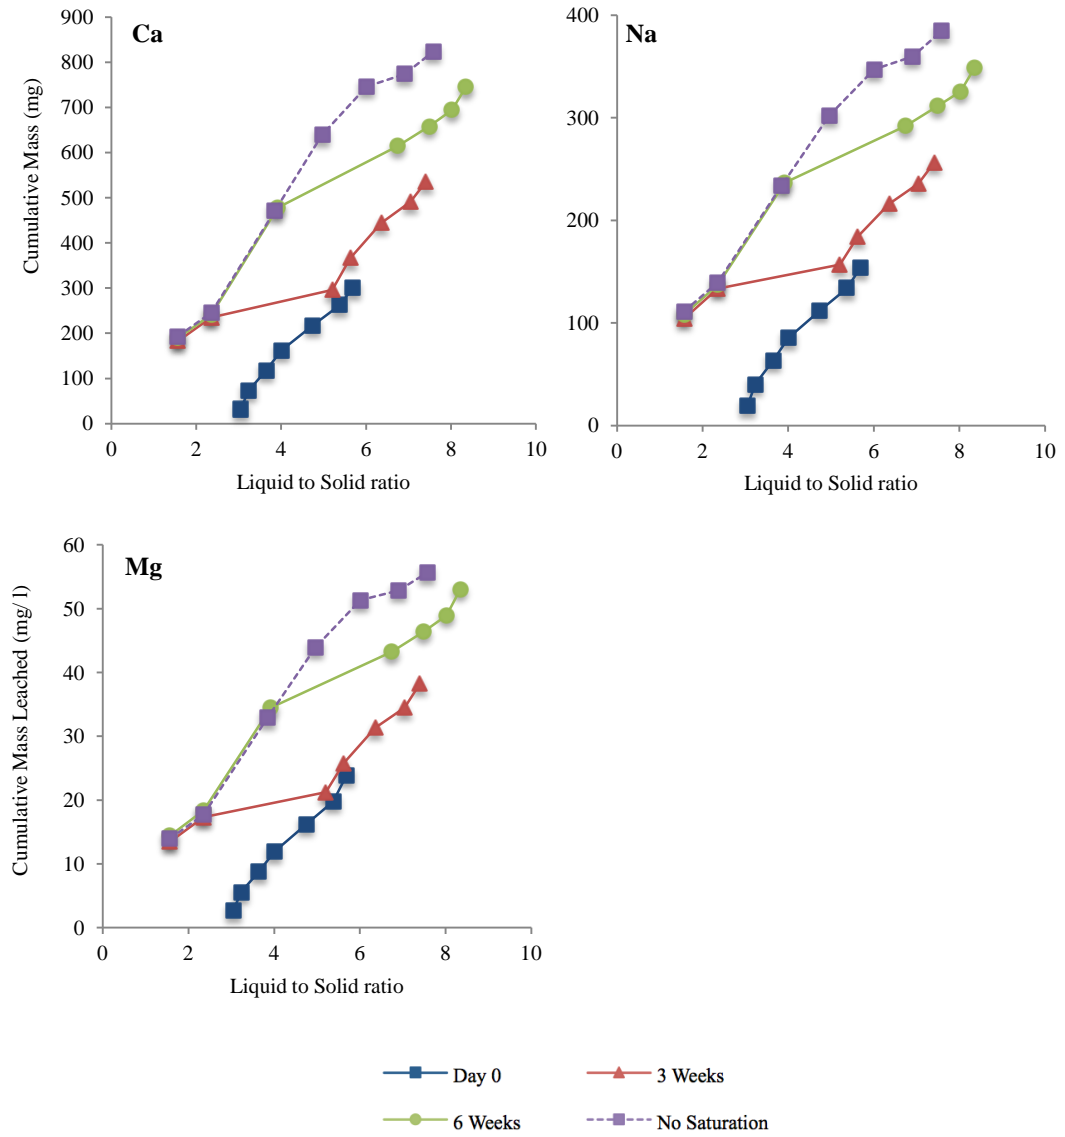 Ca
Cumulative Mass (mg)
900
800
700
600
500
400
300
200
100
0
0 2 4 6 8 10
Liquid to Solid ratio
Na
400
300
200
100
0
0 2 4 6 8 10
Liquid to Solid ratio
Mg
Cumulative Mass Leached (mg/ l)
60
50
40
30
20
10
0
0 2 4 6 8 10
Liquid to Solid ratio
Day 0 3 Weeks
6 Weeks No Saturation